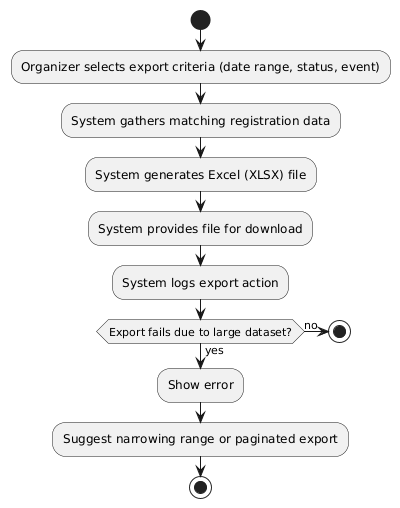 Organizer selects export criteria (date range, status, event)
System gathers matching registration data
System generates Excel (XLSX) file
System provides file for download
System logs export action
Export fails due to large dataset?
no
yes
Show error
Suggest narrowing range or paginated export